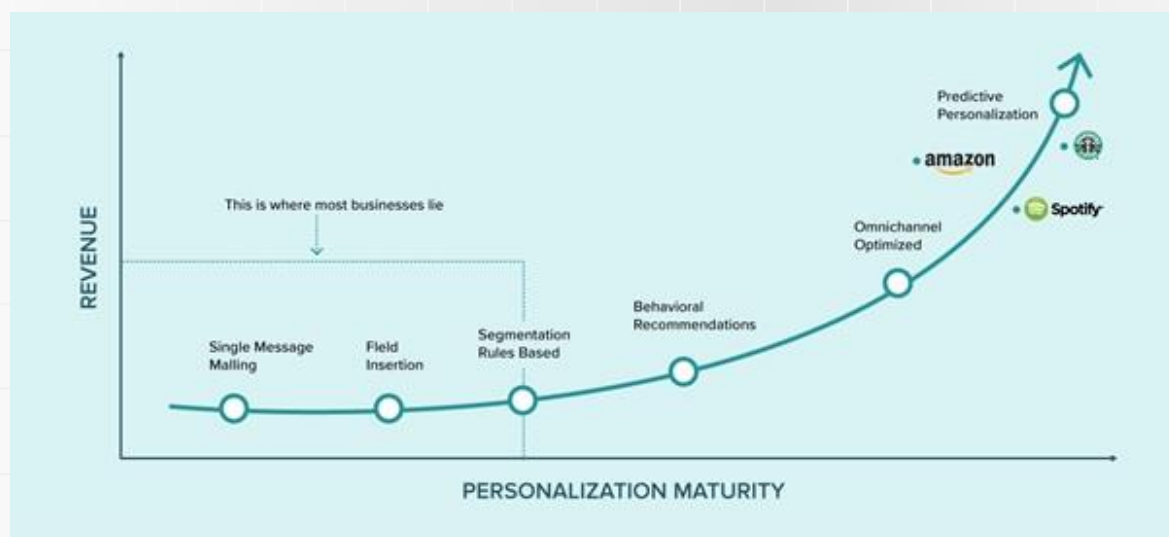 Predictive
Personalization
amazon
This is where most businesses lie
Spotify
Omnichannel
Optimized
REVENUE
Behavioral
Recommendations
Segmentation
Rules Based
Single Message
Malling
Fleld
Insertion
PERSONALIZATION MATURITY